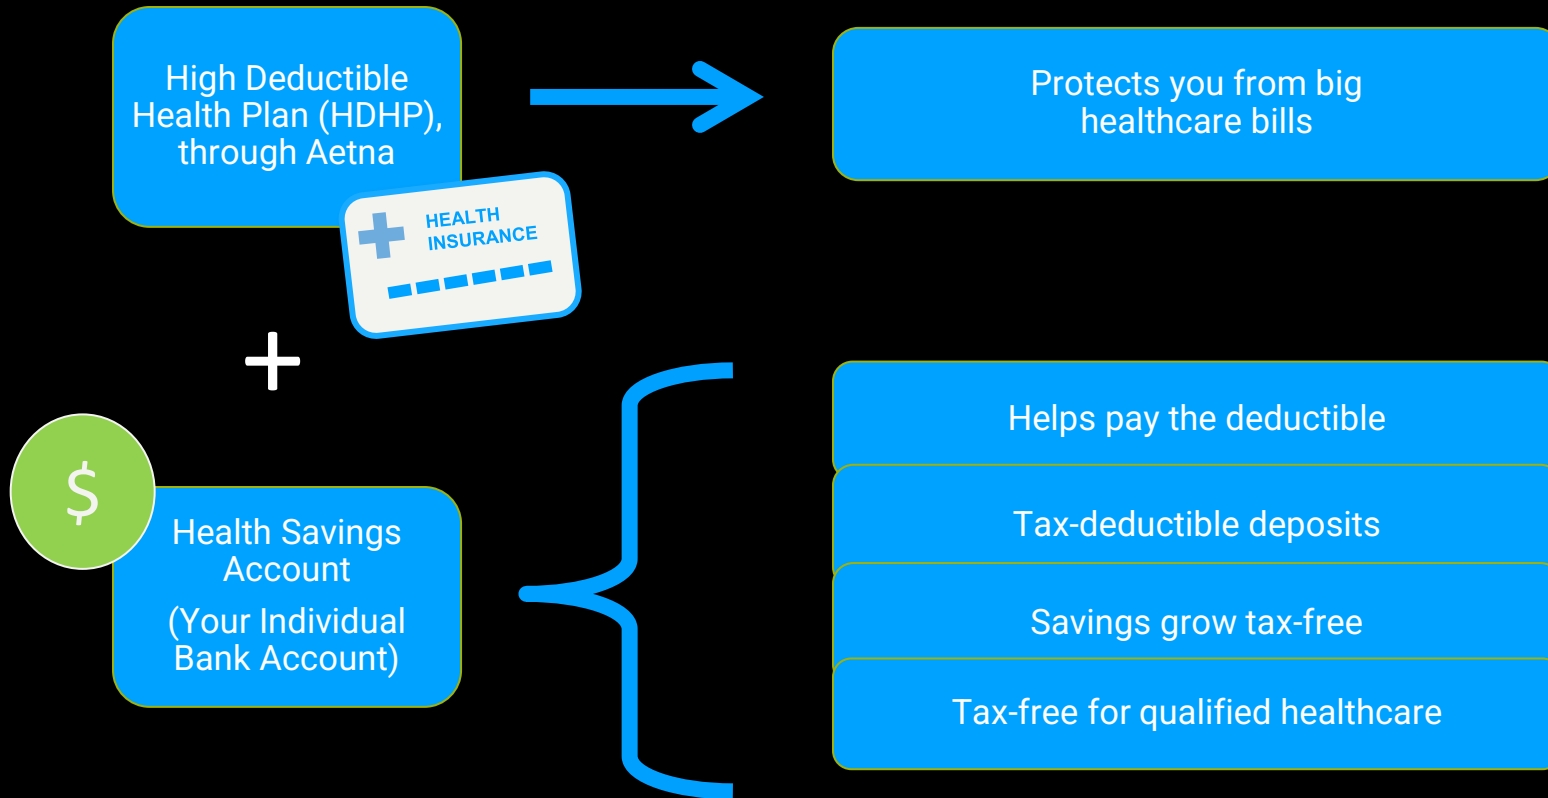 High Deductible
Health Plan (HDHP),
through Aetna
Protects you from big
healthcare bills
HEALTH
INSURANCE
+
$
Health Savings
Account
(Your Individual
Bank Account)
Helps pay the deductible
Tax-deductible deposits
Savings grow tax-free
Tax-free for qualified healthcare